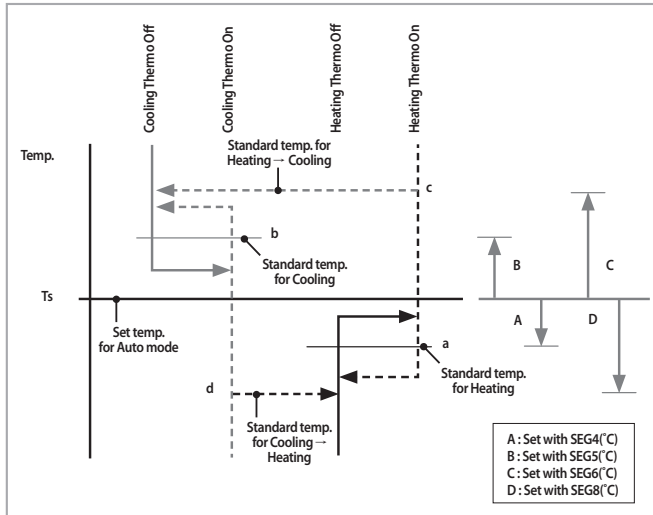 Cooling Thermo Off
Cooling Thermo On
Heating Thermo Off
Heating Thermo On
Temp.
Standard temp. for
Heating → Cooling
c
b
Standard temp.
for Cooling
B
C
Ts
Set temp.
for Auto mode
A
D
a
Standard temp.
for Heating
d
Standard temp.
for Cooling →
Heating
A : Set with SEG4(˚C)
B : Set with SEG5(˚C)
C : Set with SEG6(˚C)
D : Set with SEG8(˚C)